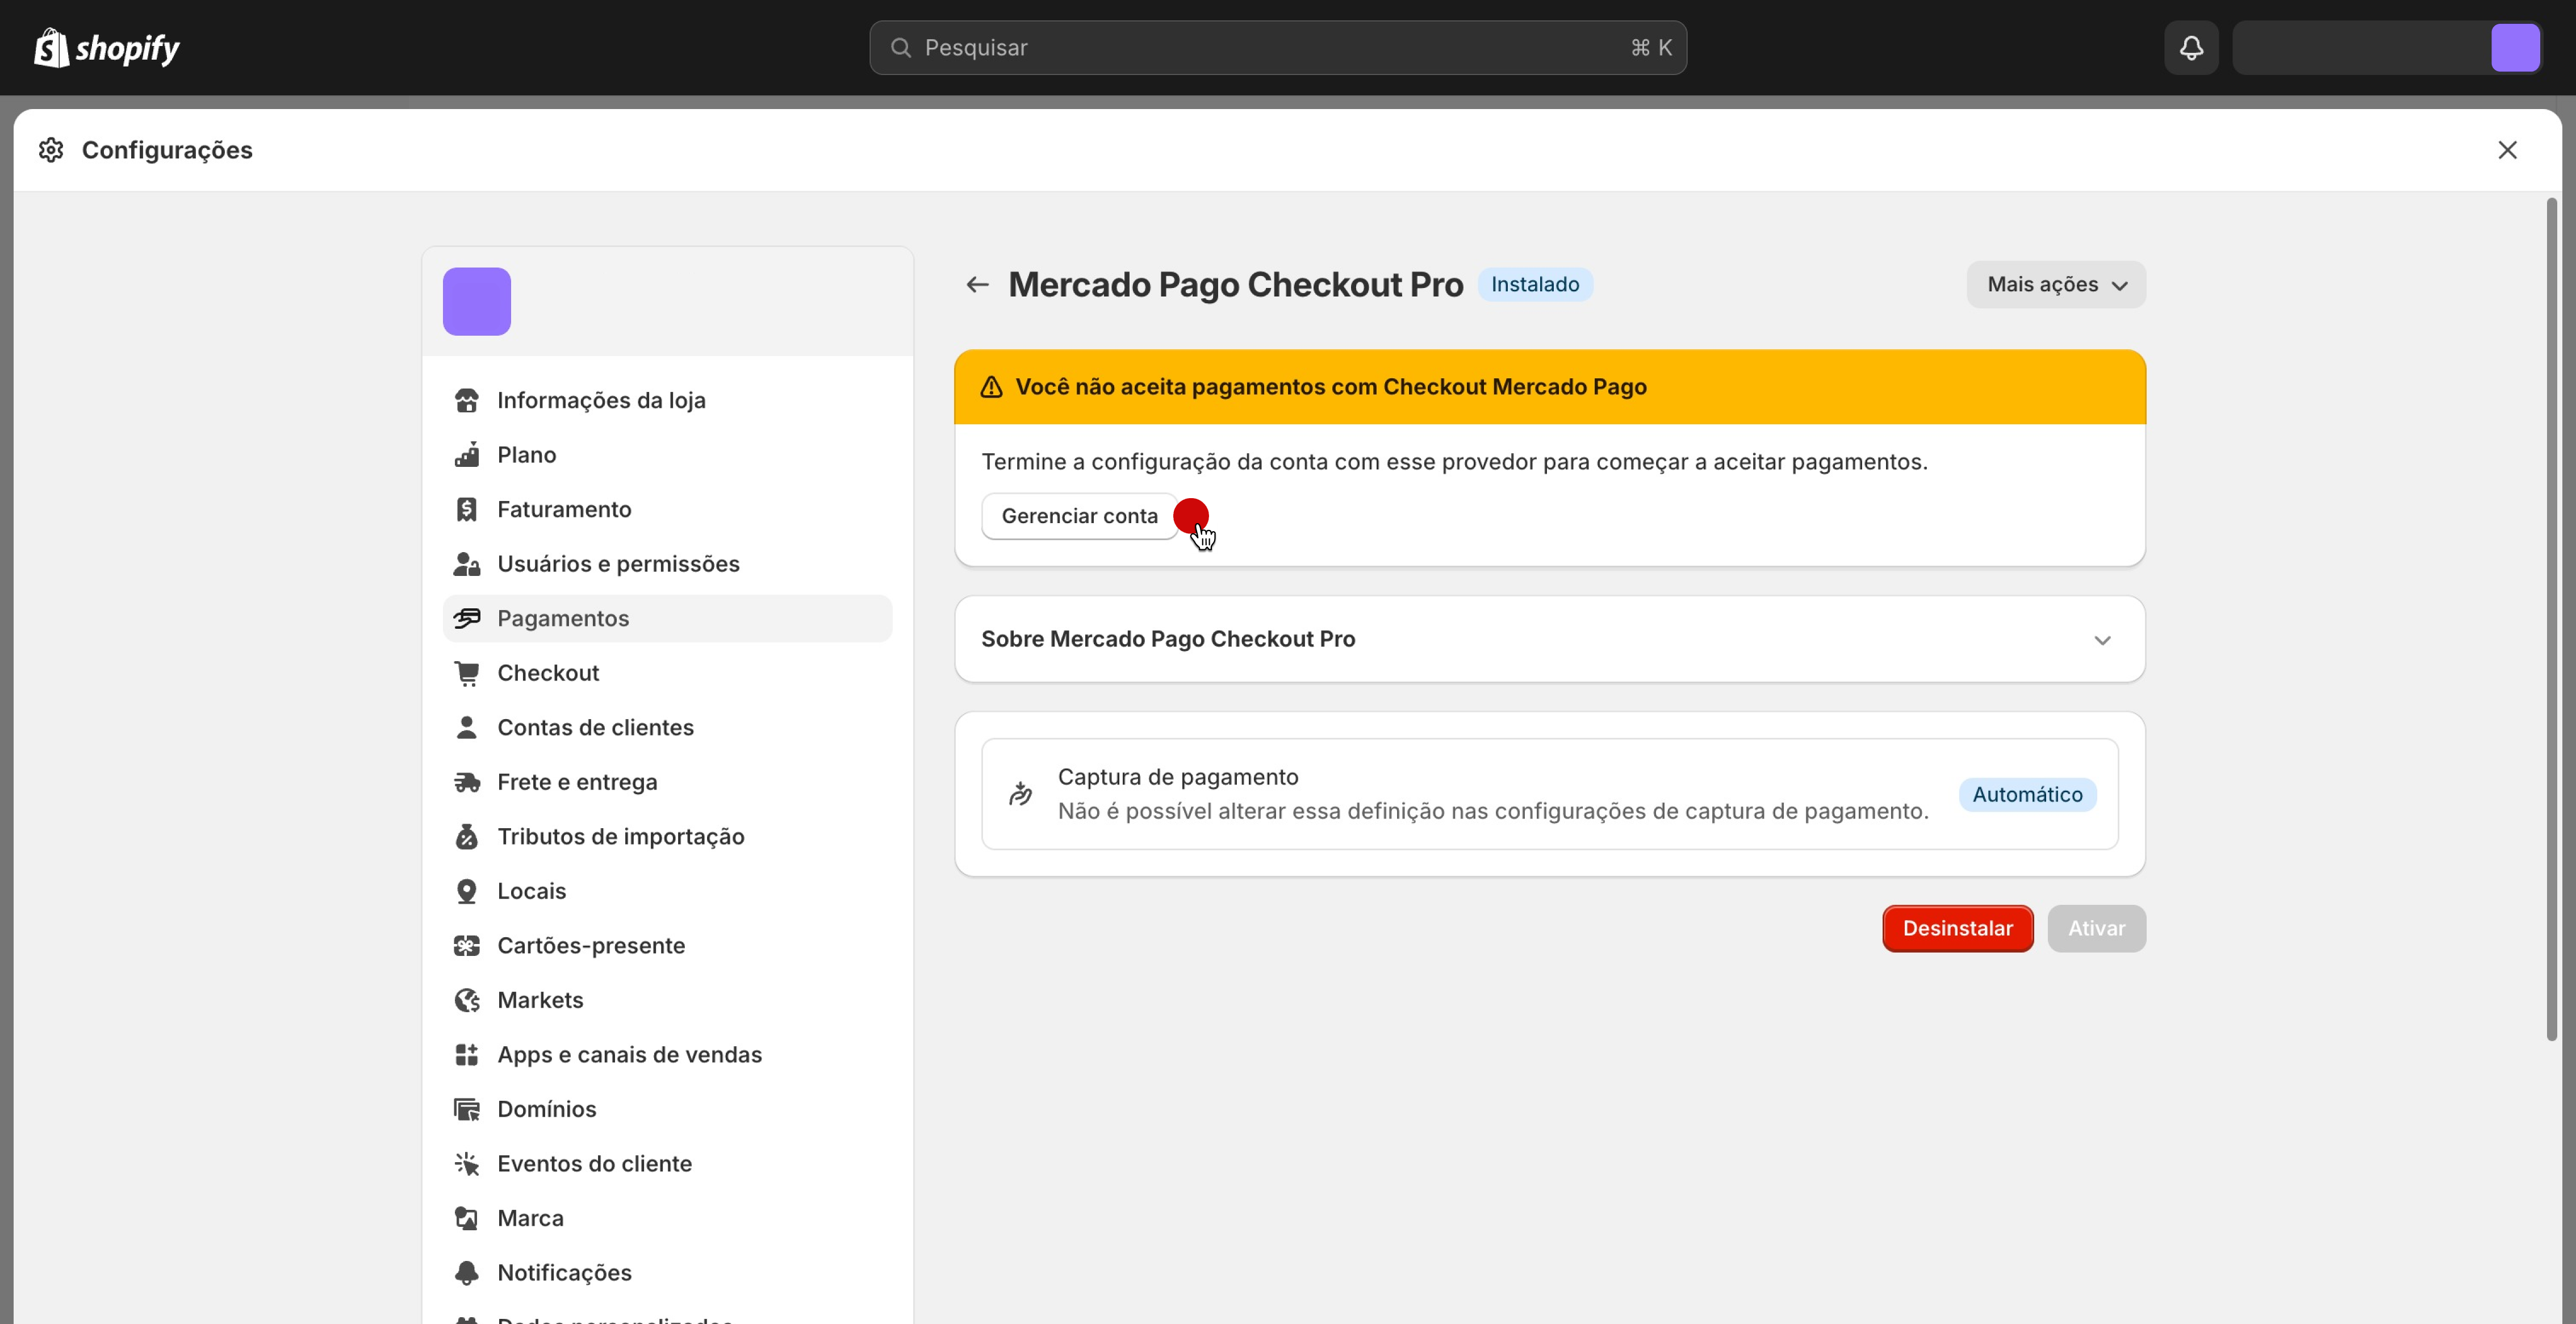 shopify
Pesquisar
⌘ K
Configurações
Informações da loja
Plano
Faturamento
Usuários e permissões
Pagamentos
Checkout
Contas de clientes
Frete e entrega
Tributos de importação
Locais
Cartões-presente
Markets
Apps e canais de vendas
Domínios
Eventos do cliente
Marca
Notificações
Mercado Pago Checkout Pro
Instalado
Mais ações
Você não aceita pagamentos com Checkout Mercado Pago
Termine a configuração da conta com esse provedor para começar a aceitar pagamentos.
Gerenciar conta
Sobre Mercado Pago Checkout Pro
Captura de pagamento
Não é possível alterar essa definição nas configurações de captura de pagamento.
Automático
Desinstalar
Ativar